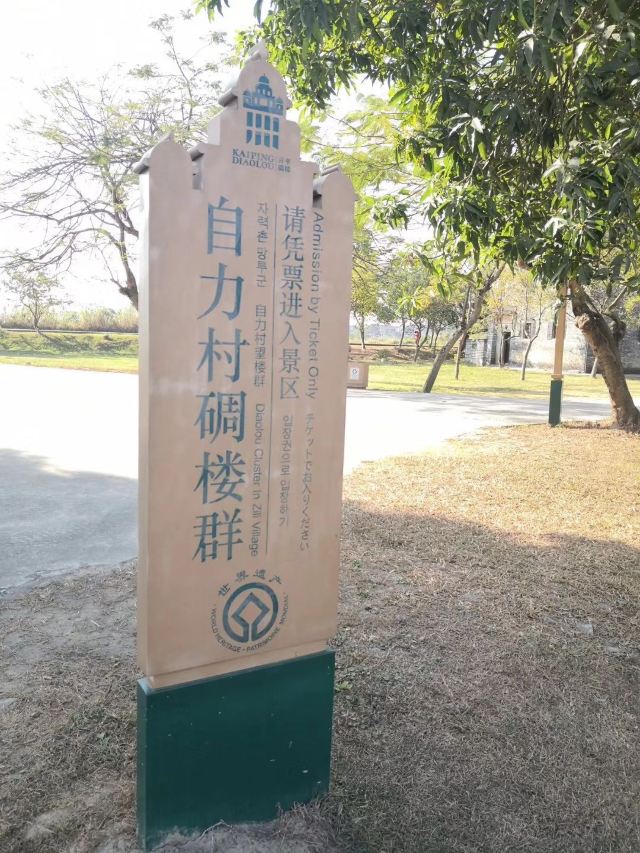 KAIPING
DIAOLOU
开平
碉楼
自力村碉楼群
자력촌 망루군 自力村望楼群 Diaolou Cluster in Zili Village
请凭票进入景区 입장권으로 입장하기
Admission by Ticket Only チケットでお入りください
世界遗产
WORLD HERITAGE • PATRIMOINE MONDIAL